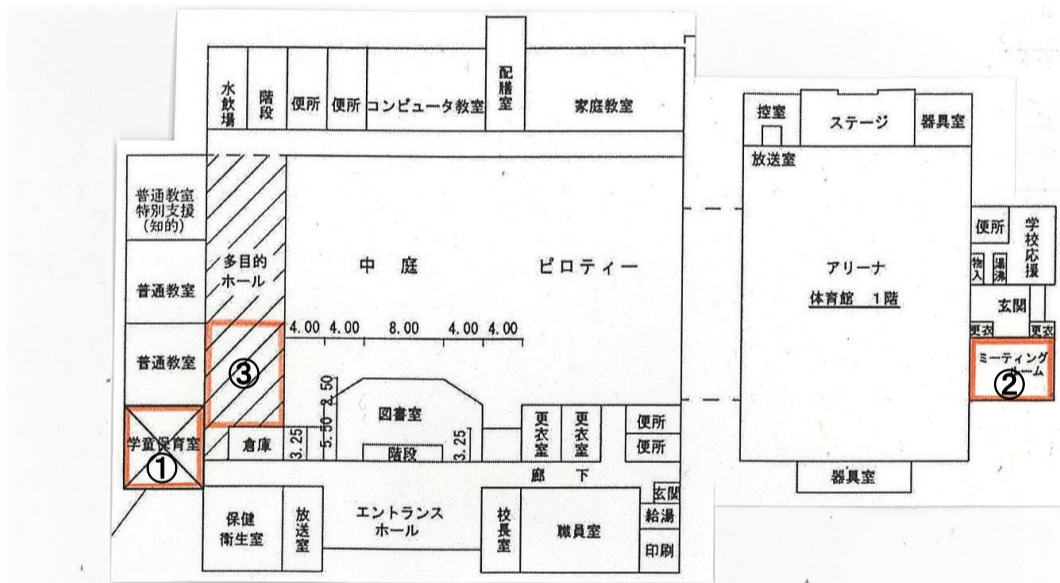 水飲場
階段
便所
便所
コンピュータ教室
配膳室
家庭教室
普通教室
特別支援
(知的)
普通教室
普通教室
学童保育室
①
多目的
ホール
③
中庭
ピロティー
4.00
4.00
8.00
4.00
4.00
2.50
5.50
3.25
3.25
倉庫
図書室
階段
更衣室
更衣室
便所
便所
廊下
保健
衛生室
放送室
エントランス
ホール
校長室
職員室
玄関
給湯
印刷
控室
ステージ
器具室
放送室
アリーナ
体育館 1階
器具室
便所
学校応援
物入
湯沸
玄関
更衣
更衣
ミーティング
ルーム
②